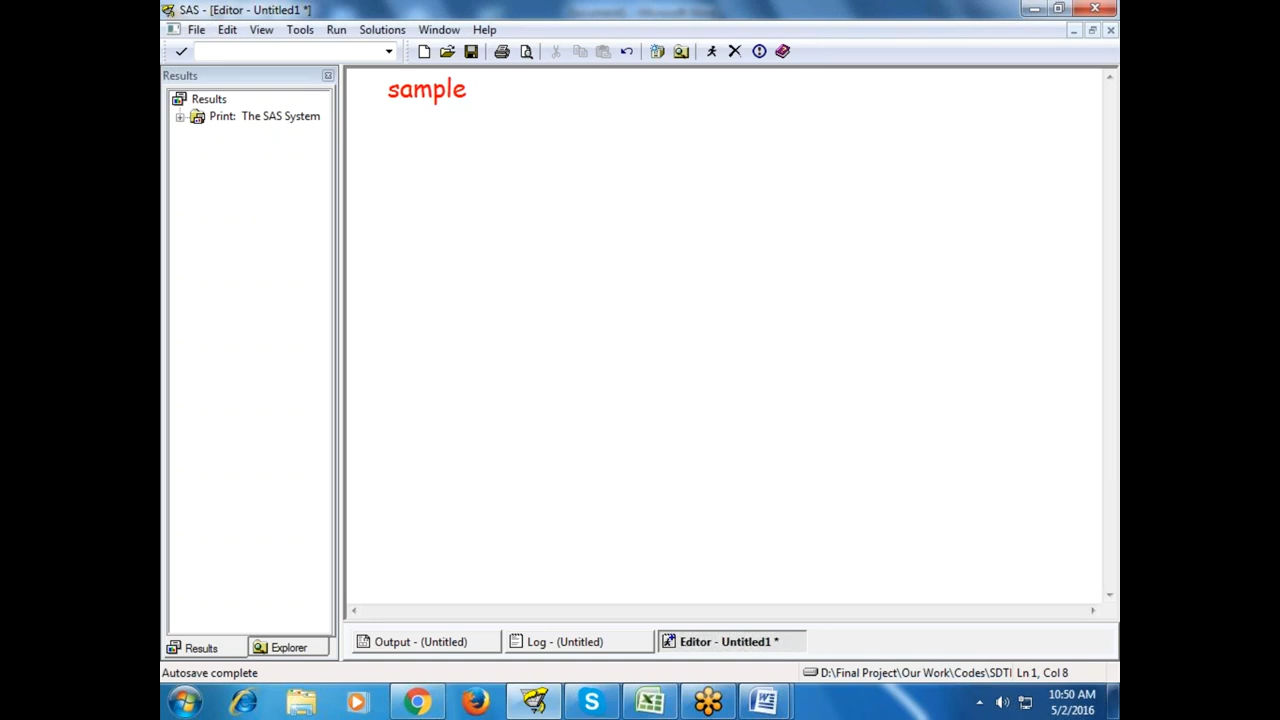 SAS - [Editor - Untitled1 *]
File Edit View Tools Run Solutions Window Help
Results
Results
Print: The SAS System
sample
Results Explorer
Output - (Untitled) Log - (Untitled) Editor - Untitled1 *
Autosave complete D:\Final Project\Our Work\Codes\SDTI Ln 1, Col 8
10:50 AM
5/2/2016